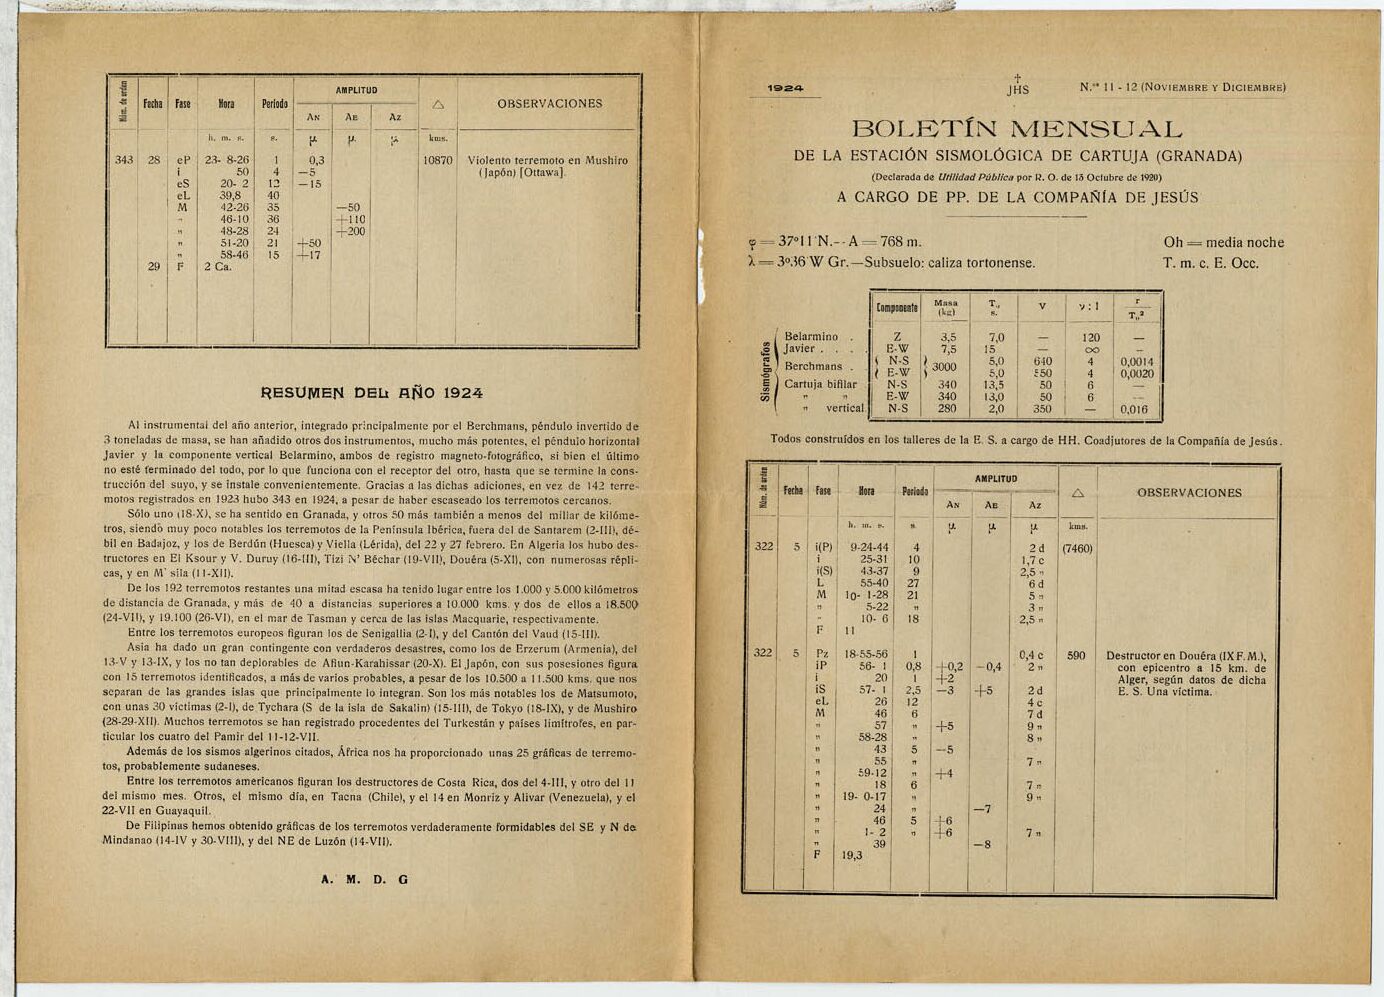 Núm. de orden Fecha Fase Hora Período AMPLITUD △ OBSERVACIONES
AN AE AZ
h. m. s. s. µ. µ. µ. kms.
343 28 eP 23- 8-26 1 0,3 10870 Violento terremoto en Mushiro
i 50 4 —5 (Japón) [Ottawa].
eS 20- 2 12 —15
eL 39,8 40
M 42-26 35 —50
" 46-10 36 +110
" 48-28 24 +200
" 51-20 21 +50
" 58-46 15 +17
29 F 2 Ca.
RESUMEN DEL AÑO 1924
Al instrumental del año anterior, integrado principalmente por el Berchmans, péndulo invertido de
3 toneladas de masa, se han añadido otros dos instrumentos, mucho más potentes, el péndulo horizontal
Javier y la componente vertical Belarmino, ambos de registro magneto-fotográfico, si bien el último
no esté terminado del todo, por lo que funciona con el receptor del otro, hasta que se termine la cons-
trucción del suyo, y se instale convenientemente. Gracias a las dichas adiciones, en vez de 142 terre-
motos registrados en 1923 hubo 343 en 1924, a pesar de haber escaseado los terremotos cercanos.
Sólo uno (18-X), se ha sentido en Granada, y otros 50 más también a menos del millar de kilóme-
tros, siendo muy poco notables los terremotos de la Península Ibérica, fuera del de Santarem (2-III), dé-
bil en Badajoz, y los de Berdún (Huesca) y Viella (Lérida), del 22 y 27 febrero. En Algeria los hubo des-
tructores en El Ksour y V. Duruy (16-III), Tizi N' Béchar (19-VII), Douéra (5-XI), con numerosas répli-
cas, y en M' sila (11-XII).
De los 192 terremotos restantes una mitad escasa ha tenido lugar entre los 1.000 y 5.000 kilómetros
de distancia de Granada, y más de 40 a distancias superiores a 10.000 kms. y dos de ellos a 18.500
(24-VII), y 19.100 (26-VI), en el mar de Tasman y cerca de las islas Macquarie, respectivamente.
Entre los terremotos europeos figuran los de Senigallia (2-I), y del Cantón del Vaud (15-III).
Asia ha dado un gran contingente con verdaderos desastres, como los de Erzerum (Armenia), del
13-V y 13-IX, y los no tan deplorables de Afiun-Karahissar (20-X). El Japón, con sus posesiones figura
con 15 terremotos identificados, a más de varios probables, a pesar de los 10.500 a 11.500 kms. que nos
separan de las grandes islas que principalmente lo integran. Son los más notables los de Matsumoto,
con unas 30 víctimas (2-I), de Tychara (S de la isla de Sakalin) (15-III), de Tokyo (18-IX), y de Mushiro
(28-29-XII). Muchos terremotos se han registrado procedentes del Turkestán y países limítrofes, en par-
ticular los cuatro del Pamir del 11-12-VII.
Además de los sismos algerinos citados, África nos ha proporcionado unas 25 gráficas de terremo-
tos, probablemente sudaneses.
Entre los terremotos americanos figuran los destructores de Costa Rica, dos del 4-III, y otro del 11
del mismo mes. Otros, el mismo día, en Tacna (Chile), y el 14 en Monriz y Alivar (Venezuela), y el
22-VII en Guayaquil.
De Filipinas hemos obtenido gráficas de los terremotos verdaderamente formidables del SE y N de
Mindanao (14-IV y 30-VIII), y del NE de Luzón (14-VII).
A. M. D. G
1924 † JHS N.os 11 - 12 (NOVIEMBRE Y DICIEMBRE)
BOLETÍN MENSUAL
DE LA ESTACIÓN SISMOLÓGICA DE CARTUJA (GRANADA)
(Declarada de Utilidad Pública por R. O. de 13 Octubre de 1920)
A CARGO DE PP. DE LA COMPAÑÍA DE JESÚS
φ = 37º11'N.--A = 768 m. Oh = media noche
λ = 3º36'W Gr.—Subsuelo: caliza tortonense. T. m. c. E. Occ.
Componente Masa (kg) T₀ s. V ν : 1 r / T₀²
Sismógrafos
Belarmino . Z 3,5 7,0 — 120 —
Javier . . . . E-W 7,5 15 — ∞ —
Berchmans . N-S 3000 5,0 640 4 0,0014
E-W 5,0 550 4 0,0020
Cartuja bifilar N-S 340 13,5 50 6 —
" " E-W 340 13,0 50 6 —
" vertical N-S 280 2,0 350 — 0,016
Todos construídos en los talleres de la E. S. a cargo de HH. Coadjutores de la Compañía de Jesús.
Núm. de orden Fecha Fase Hora Período AMPLITUD △ OBSERVACIONES
AN AE AZ
h. m. s. s. µ. µ. µ. kms.
322 5 i(P) 9-24-44 4 2 d (7460)
i 25-31 10 1,7 c
i(S) 43-37 9 2,5 "
L 55-40 27 6 d
M 10- 1-28 21 5 "
" 5-22 " 3 "
" 10- 6 18 2,5 "
F 11
322 5 Pz 18-55-56 1 0,4 c 590 Destructor en Douéra (IX F. M.),
iP 56- 1 0,8 +0,2 —0,4 2 " con epicentro a 15 km. de
i 20 1 +2 Alger, según datos de dicha
iS 57- 1 2,5 —3 +5 2 d E. S. Una víctima.
eL 26 12 4 c
M 46 6 7 d
" 57 " +5 9 "
" 58-28 " 8 "
" 43 5 —5
" 55 " 7 "
" 59-12 " +4
" 18 6 7 "
" 19- 0-17 " 9 "
" 24 " —7
" 46 5 +6
" 1- 2 " +6 7 "
" 39 —8
F 19,3